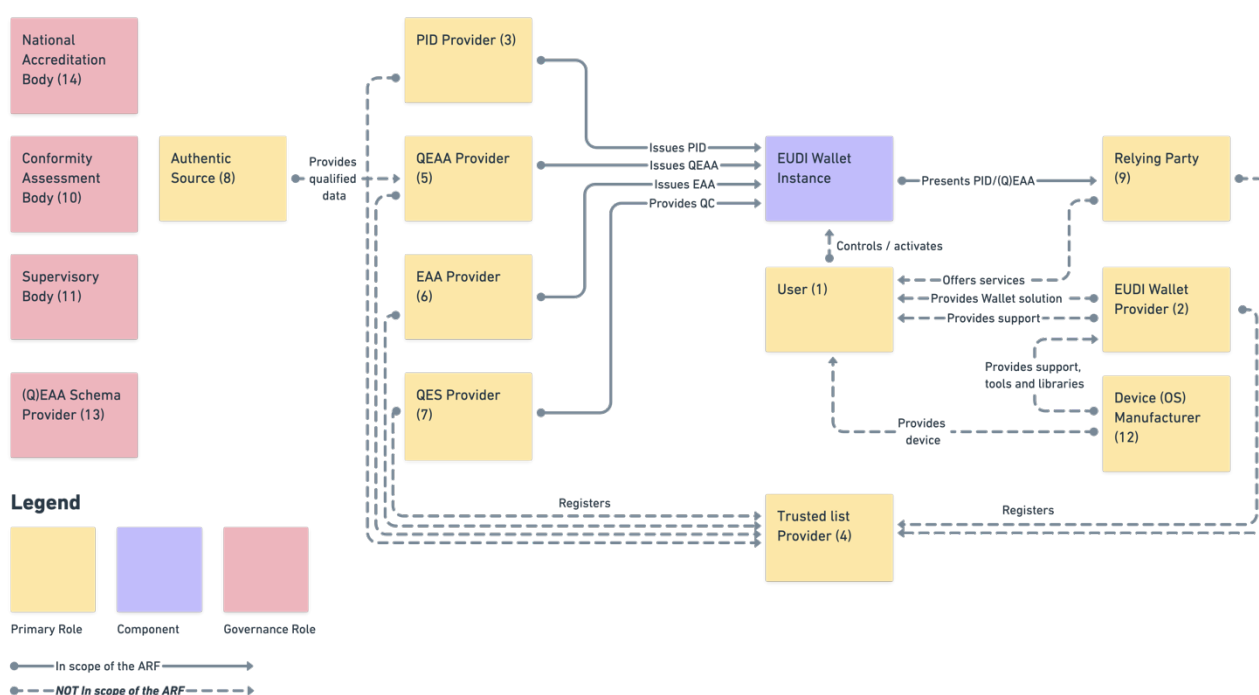 National
Accreditation
Body (14)
Conformity
Assessment
Body (10)
Supervisory
Body (11)
(Q)EAA Schema
Provider (13)
Authentic
Source (8)
Provides
qualified
data
PID Provider (3)
QEAA Provider
(5)
EAA Provider
(6)
QES Provider
(7)
Issues PID
Issues QEAA
Issues EAA
Provides QC
EUDI Wallet
Instance
Presents PID/(Q)EAA
Relying Party
(9)
Controls / activates
User (1)
Offers services
Provides Wallet solution
Provides support
EUDI Wallet
Provider (2)
Provides support,
tools and libraries
Device (OS)
Manufacturer
(12)
Provides
device
Registers
Trusted list
Provider (4)
Registers
Legend
Primary Role
Component
Governance Role
In scope of the ARF
NOT In scope of the ARF